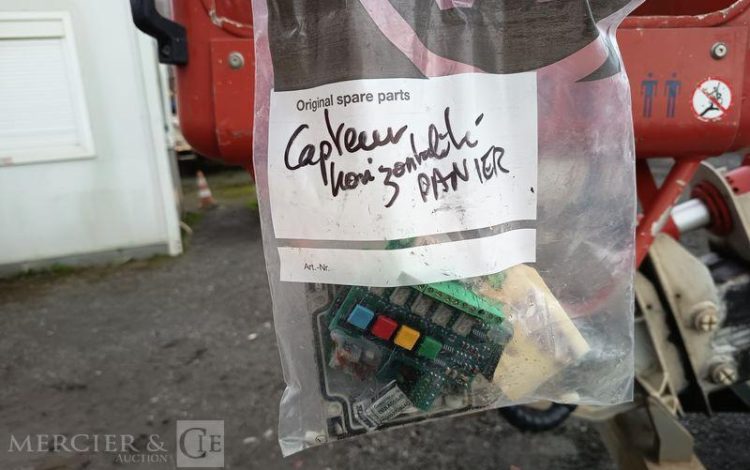 Original spare parts
Capteur
horizontalité
PANIER
Art.-Nr.
MERCIER & CIE
AUCTION